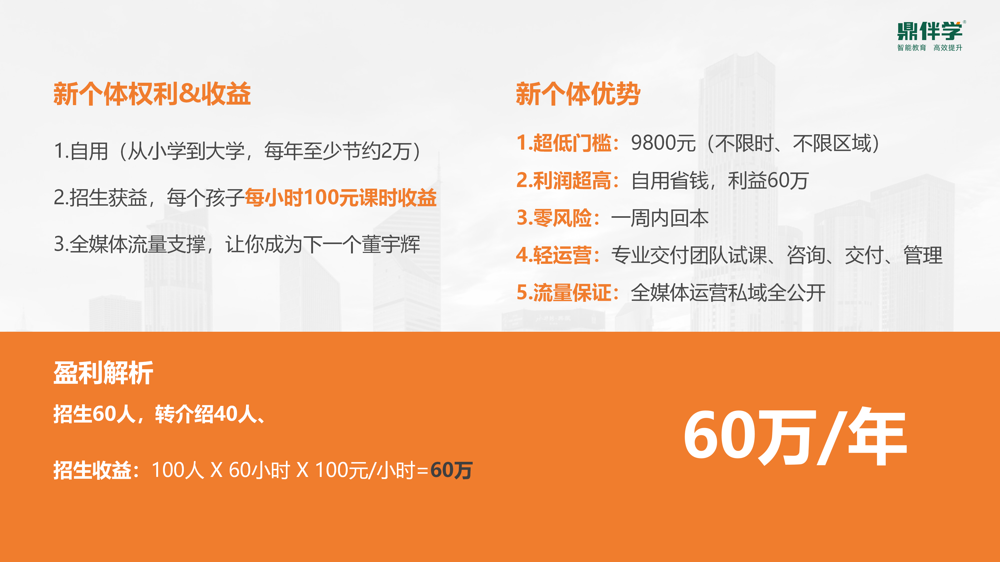 鼎伴学®
智能教育 高效提升
新个体权利&收益
1.自用（从小学到大学，每年至少节约2万）
2.招生获益，每个孩子每小时100元课时收益
3.全媒体流量支撑，让你成为下一个董宇辉
新个体优势
1.超低门槛：9800元（不限时、不限区域）
2.利润超高：自用省钱，利益60万
3.零风险：一周内回本
4.轻运营：专业交付团队试课、咨询、交付、管理
5.流量保证：全媒体运营私域全公开
盈利解析
招生60人，转介绍40人、
招生收益：100人 X 60小时 X 100元/小时=60万
60万/年